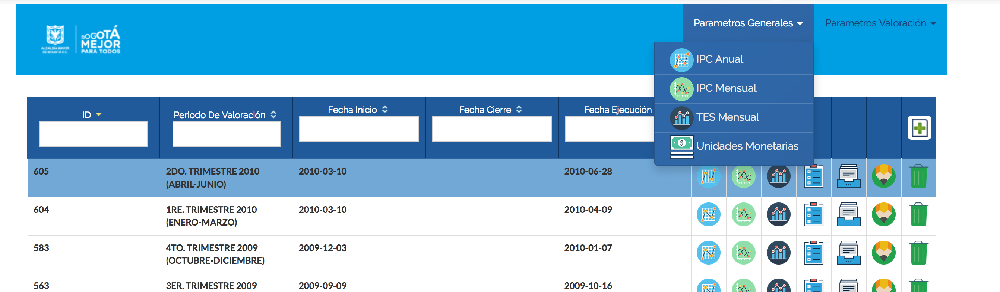 ALCALDÍA MAYOR
DE BOGOTÁ D.C.
BOGOTÁ
MEJOR
PARA TODOS
Parametros Generales
Parametros Valoración
IPC Anual
IPC Mensual
TES Mensual
Unidades Monetarias
ID
Periodo De Valoración
Fecha Inicio
Fecha Cierre
Fecha Ejecución
605
2DO. TRIMESTRE 2010
(ABRIL-JUNIO)
2010-03-10
2010-06-28
604
1RE. TRIMESTRE 2010
(ENERO-MARZO)
2010-03-10
2010-04-09
583
4TO. TRIMESTRE 2009
(OCTUBRE-DICIEMBRE)
2009-12-03
2010-01-07
563
3ER. TRIMESTRE 2009
2009-09-09
2009-10-16